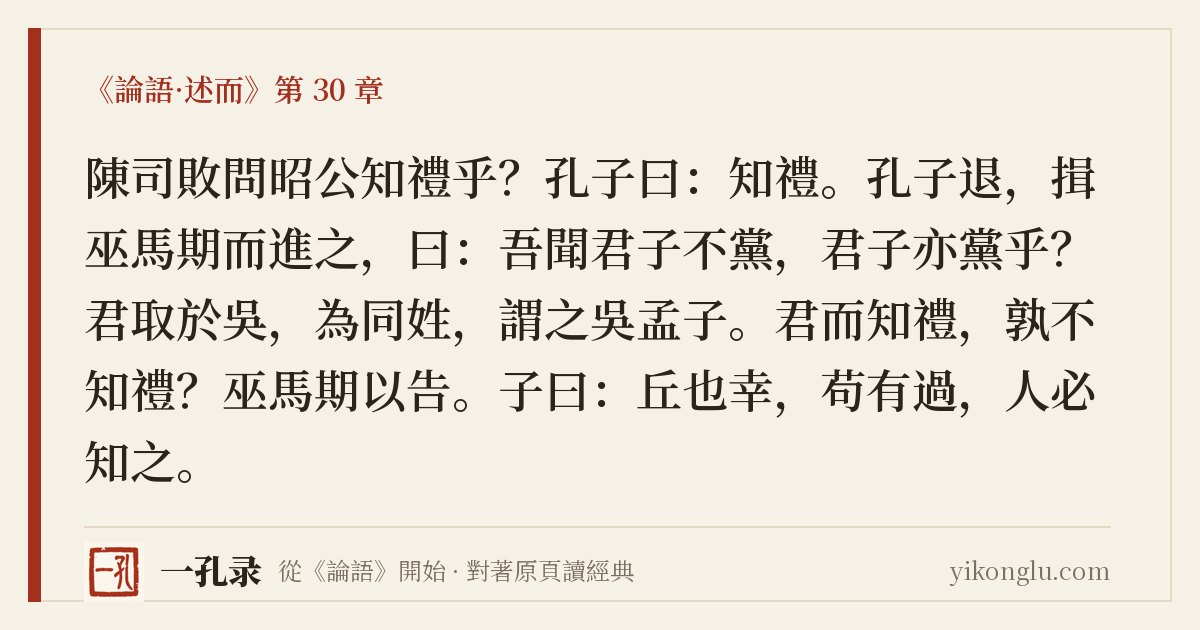 《論語·述而》第 30 章
陳司敗問昭公知禮乎？孔子曰：知禮。孔子退，揖
巫馬期而進之，曰：吾聞君子不黨，君子亦黨乎？
君取於吳，為同姓，謂之吳孟子。君而知禮，孰不
知禮？巫馬期以告。子曰：丘也幸，苟有過，人必
知之。
一孔
一孔录
從《論語》開始 · 對著原頁讀經典
yikonglu.com